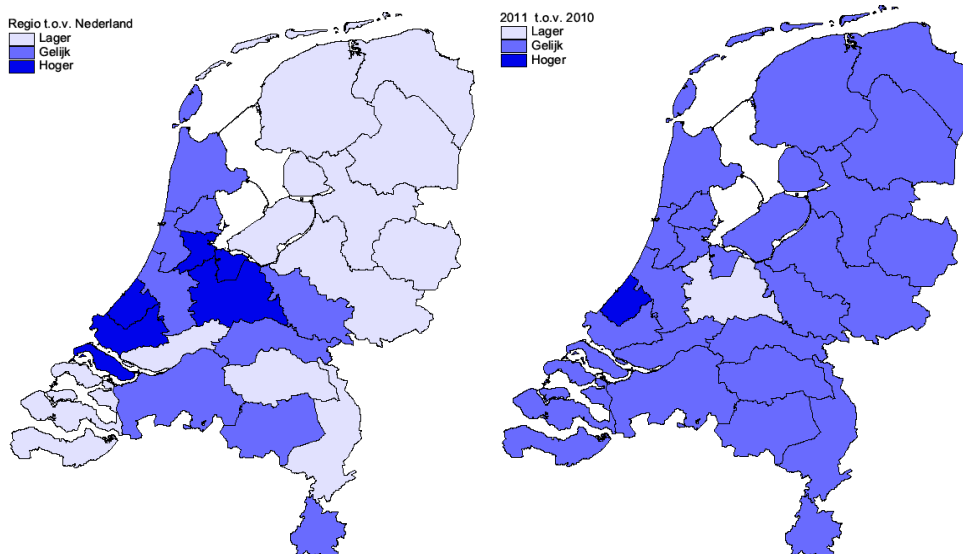 Regio t.o.v. Nederland
Lager
Gelijk
Hoger
2011 t.o.v. 2010
Lager
Gelijk
Hoger